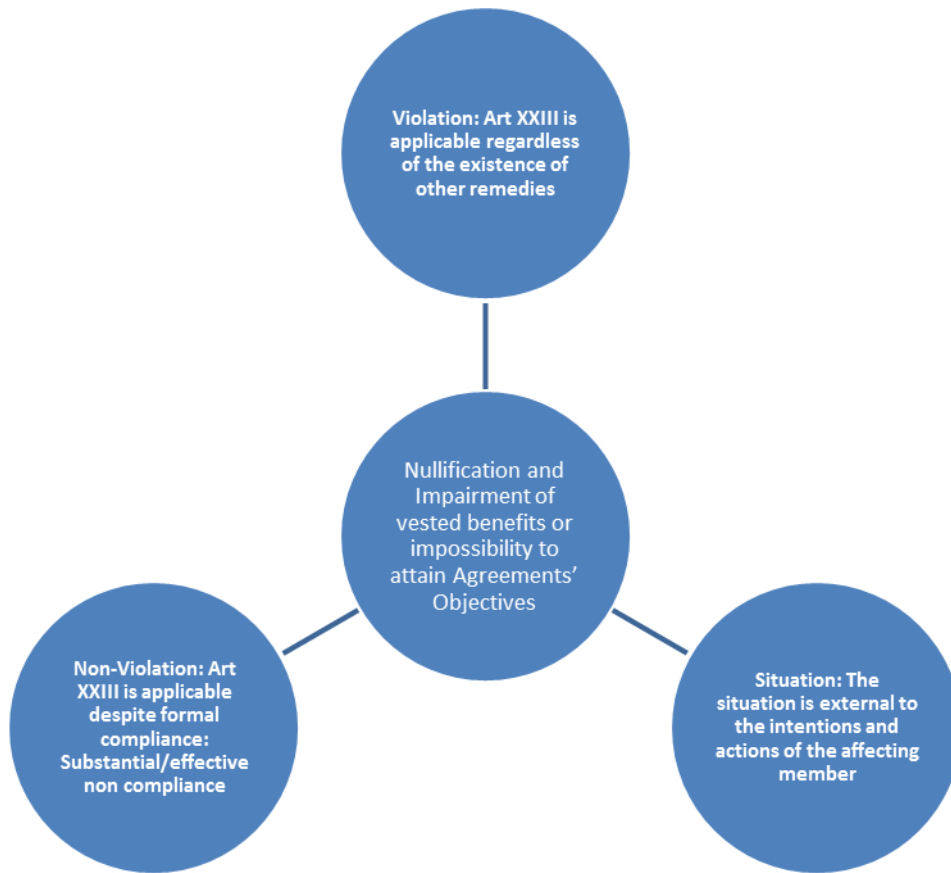 Violation: Art XXIII is
applicable regardless
of the existence of
other remedies
Nullification and
Impairment of
vested benefits or
impossibility to
attain Agreements’
Objectives
Non-Violation: Art
XXIII is applicable
despite formal
compliance:
Substantial/effective
non compliance
Situation: The
situation is external to
the intentions and
actions of the affecting
member